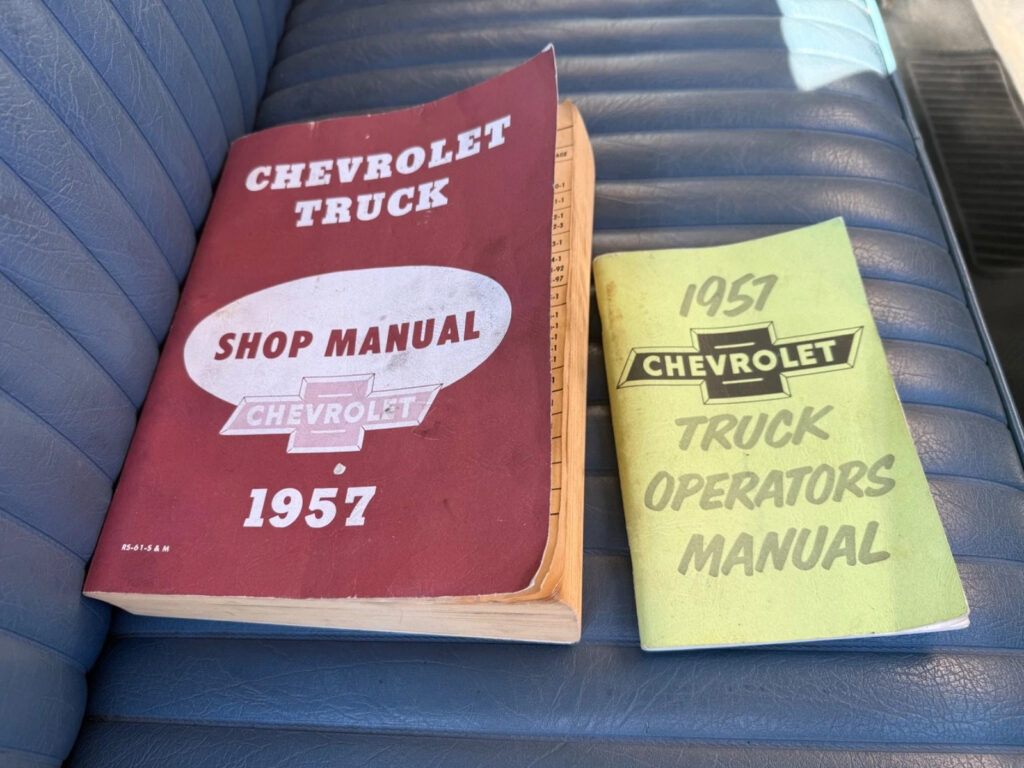 CHEVROLET
TRUCK
SHOP MANUAL
CHEVROLET
1957
RS-61-S & M
1957
CHEVROLET
TRUCK
OPERATORS
MANUAL